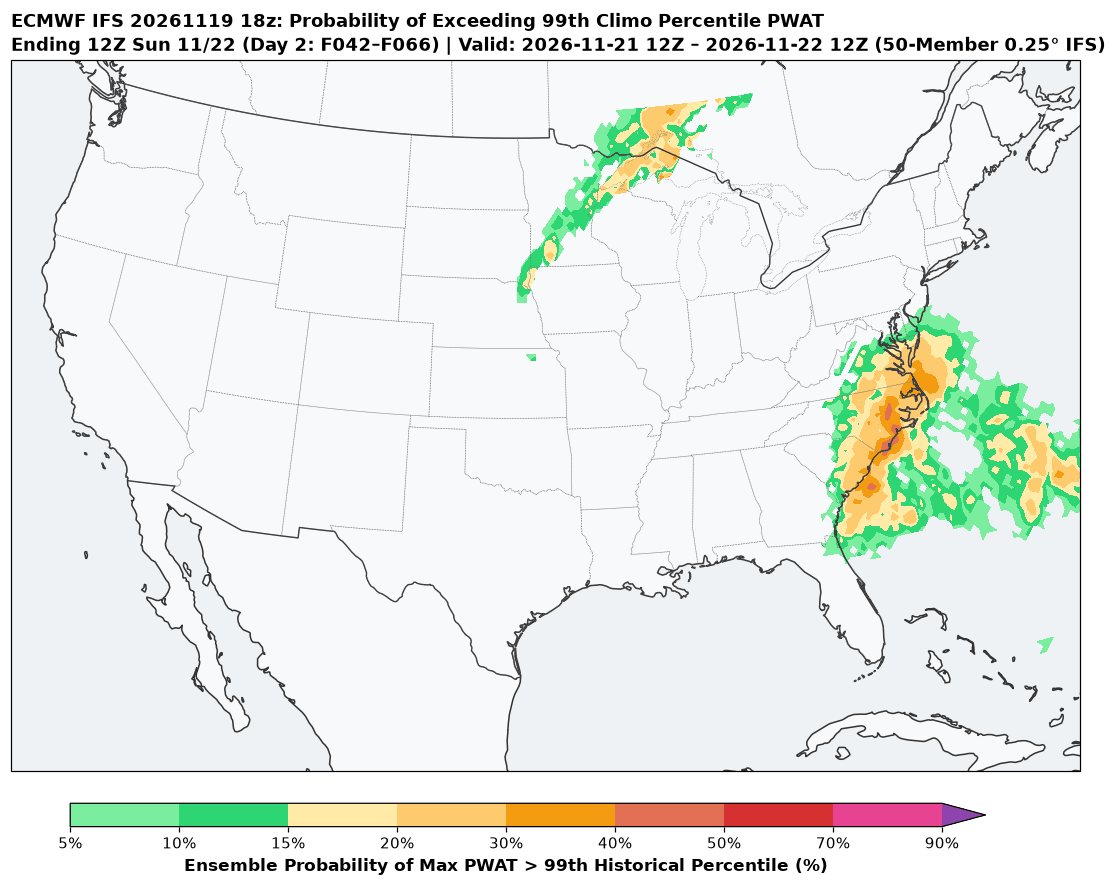 ECMWF IFS 20261119 18z: Probability of Exceeding 99th Climo Percentile PWAT
Ending 12Z Sun 11/22 (Day 2: F042–F066) | Valid: 2026-11-21 12Z – 2026-11-22 12Z (50-Member 0.25° IFS)
5% 10% 15% 20% 30% 40% 50% 70% 90%
Ensemble Probability of Max PWAT > 99th Historical Percentile (%)